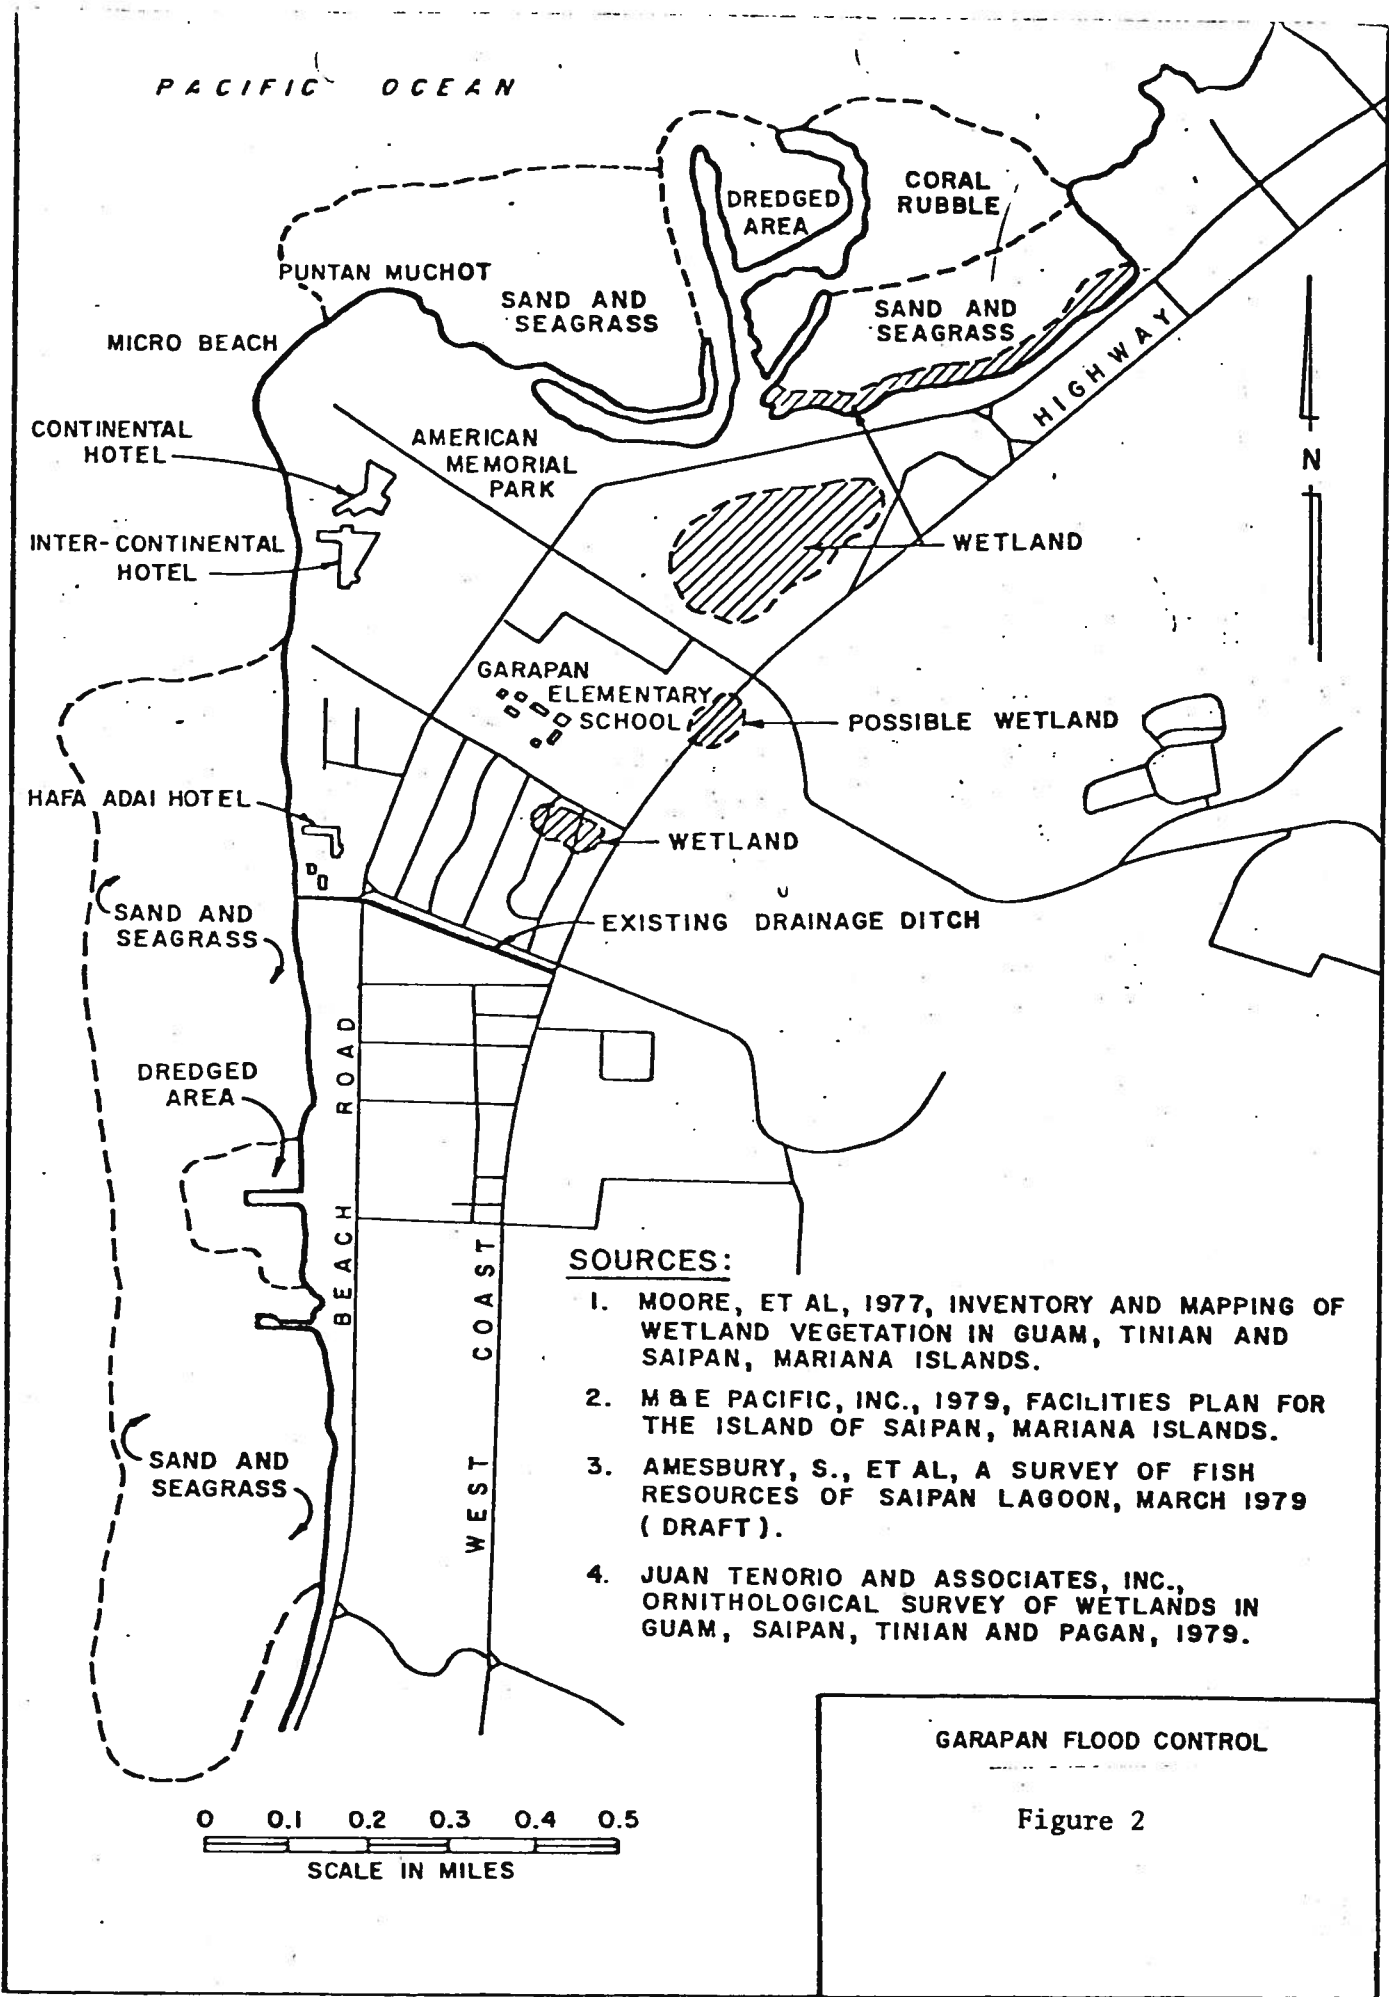 PACIFIC OCEAN
DREDGED
AREA
CORAL
RUBBLE
PUNTAN MUCHOT
SAND AND
SEAGRASS
SAND AND
SEAGRASS
MICRO BEACH
HIGHWAY
CONTINENTAL
HOTEL
AMERICAN
MEMORIAL
PARK
N
INTER-CONTINENTAL
HOTEL
WETLAND
GARAPAN
ELEMENTARY
SCHOOL
POSSIBLE WETLAND
HAFA ADAI HOTEL
WETLAND
SAND AND
SEAGRASS
EXISTING DRAINAGE DITCH
DREDGED
AREA
BEACH ROAD
WEST COAST
SAND AND
SEAGRASS
SOURCES:
1. MOORE, ET AL, 1977, INVENTORY AND MAPPING OF
WETLAND VEGETATION IN GUAM, TINIAN AND
SAIPAN, MARIANA ISLANDS.
2. M & E PACIFIC, INC., 1979, FACILITIES PLAN FOR
THE ISLAND OF SAIPAN, MARIANA ISLANDS.
3. AMESBURY, S., ET AL, A SURVEY OF FISH
RESOURCES OF SAIPAN LAGOON, MARCH 1979
( DRAFT ).
4. JUAN TENORIO AND ASSOCIATES, INC.,
ORNITHOLOGICAL SURVEY OF WETLANDS IN
GUAM, SAIPAN, TINIAN AND PAGAN, 1979.
GARAPAN FLOOD CONTROL
Figure 2
0 0.1 0.2 0.3 0.4 0.5
SCALE IN MILES